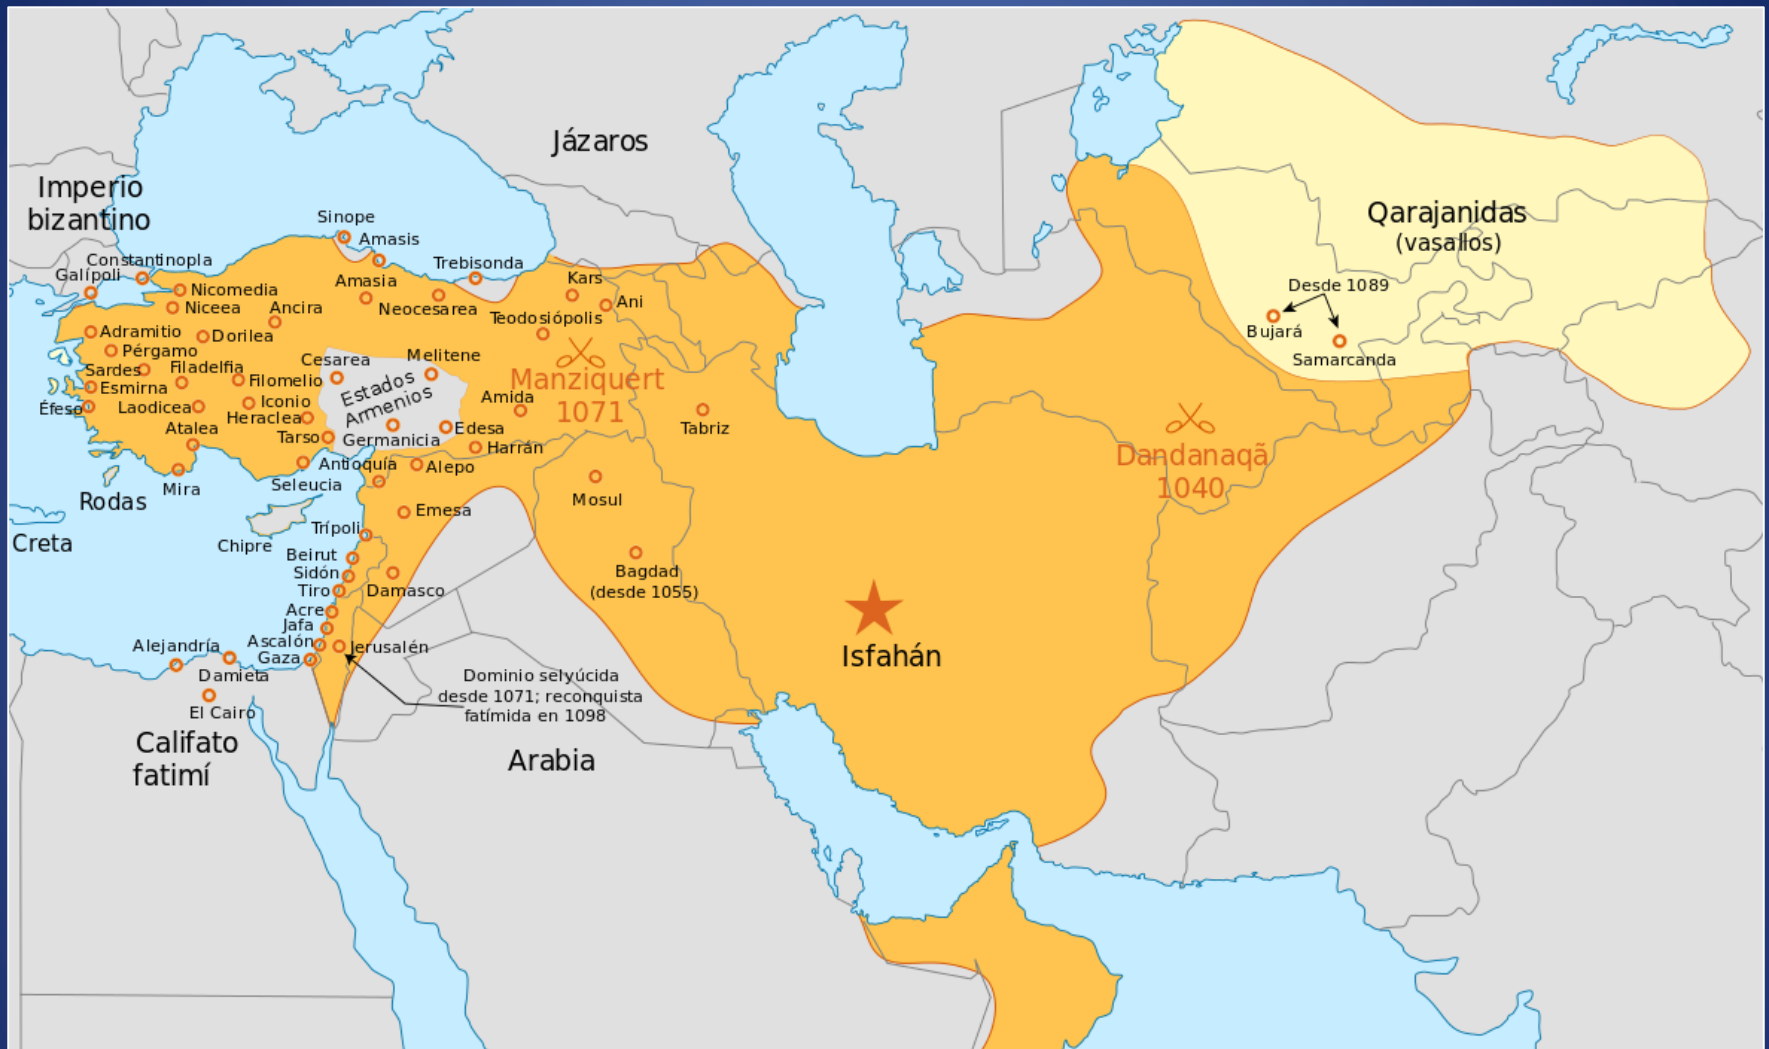 Jázaros
Imperio
bizantino
Qarajanidas
(vasallos)
Sinope
Amasis
Constantinopla
Galípoli
Trebisonda
Amasia
Kars
Desde 1089
Nicomedia
Niceea
Ancira
Neocesarea
Ani
Teodosiópolis
Bujará
Samarcanda
Adramitio
Dorilea
Pérgamo
Cesarea
Melitene
Sardes
Filadelfia
Filomelio
Estados
Armenios
Manziquert
1071
Esmirna
Éfeso
Laodicea
Iconio
Heraclea
Amida
Atalea
Tarso
Germanicia
Edesa
Harrán
Tabriz
Dandanaqã
1040
Antioquía
Alepo
Seleucia
Mira
Rodas
Mosul
Emesa
Trípoli
Creta
Chipre
Beirut
Sidón
Tiro
Damasco
Bagdad
(desde 1055)
Acre
Jafa
Ascalón
Jerusalén
Gaza
Isfahán
Alejandría
Damieta
El Cairo
Dominio selyúcida
desde 1071; reconquista
fatímida en 1098
Califato
fatimí
Arabia